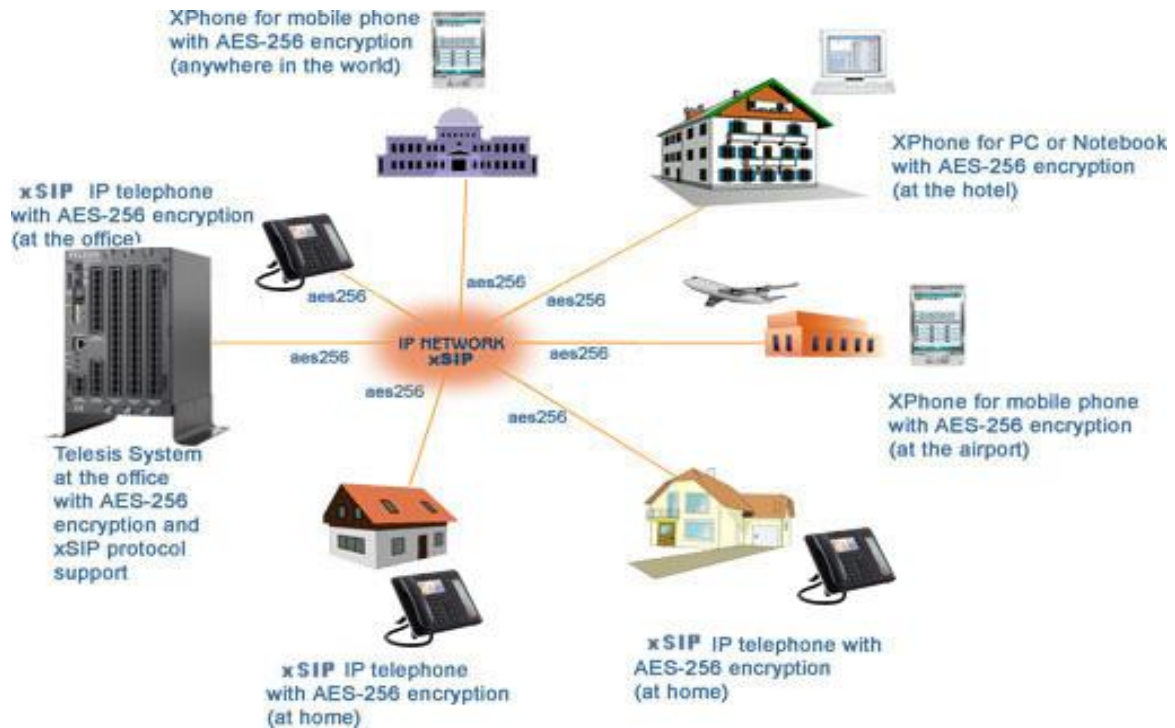 XPhone for mobile phone
with AES-256 encryption
(anywhere in the world)
XPhone for PC or Notebook
with AES-256 encryption
(at the hotel)
xSIP IP telephone
with AES-256 encryption
(at the office)
aes256
aes256
aes256
IP NETWORK
xSIP
aes256
aes256
aes256
aes256
XPhone for mobile phone
with AES-256 encryption
(at the airport)
Telesis System
at the office
with AES-256
encryption and
xSIP protocol
support
xSIP IP telephone
with AES-256 encryption
(at home)
xSIP IP telephone with
AES-256 encryption
(at home)